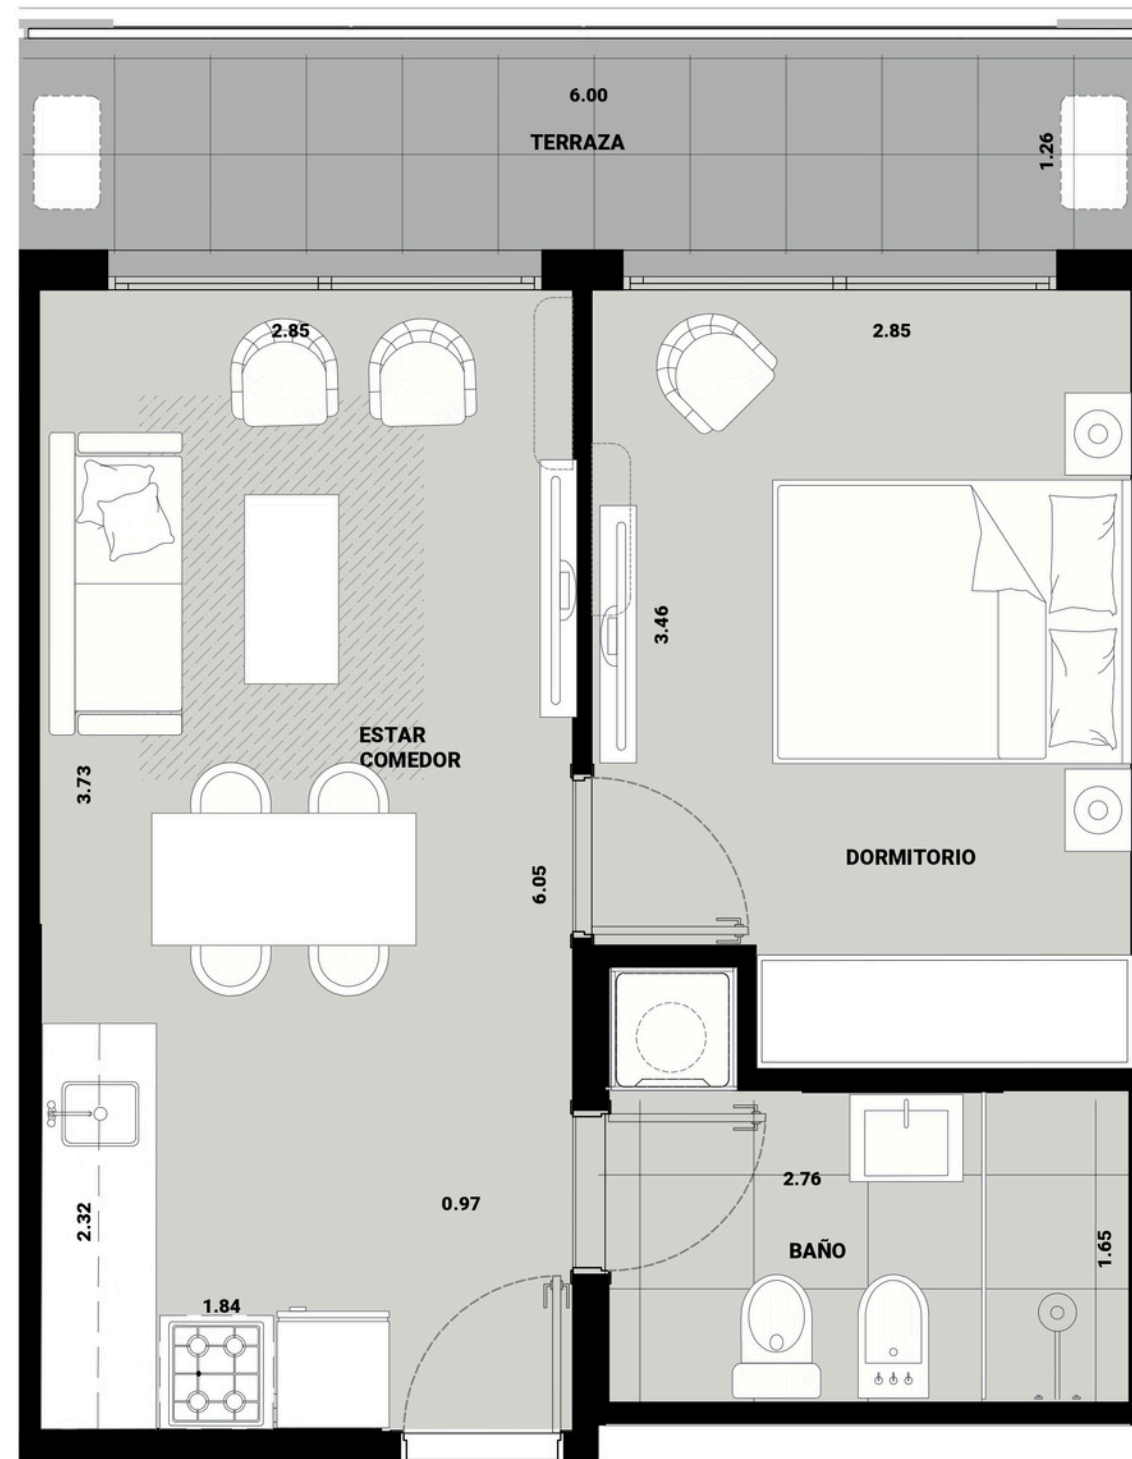 6.00
TERRAZA
1.26
2.85
2.85
3.46
ESTAR
COMEDOR
3.73
DORMITORIO
6.05
2.76
0.97
2.32
BAÑO
1.65
1.84